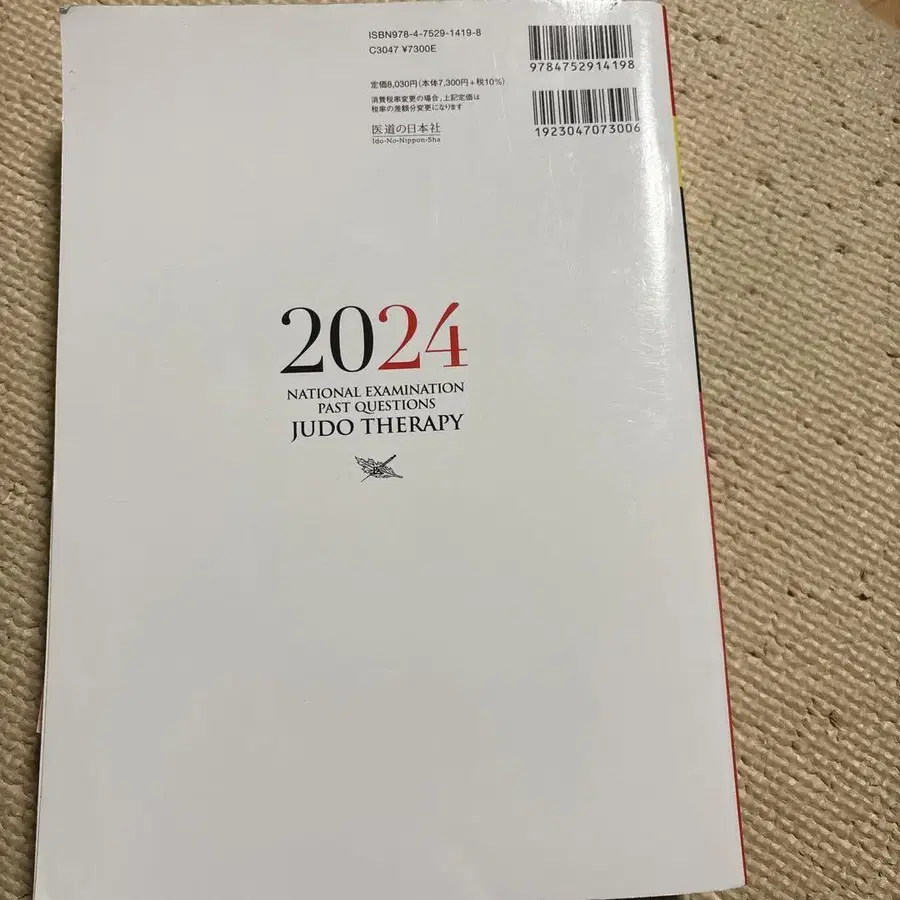 ISBN978-4-7529-1419-8
C3047 ¥7300E
定価8,030円(本体7,300円+税10%)
消費税率変更の場合、上記定価は
税率の差額分変更になります
医道の日本社
Ido-No-Nippon-Sha
9784752914198
1923047073006
2024
NATIONAL EXAMINATION
PAST QUESTIONS
JUDO THERAPY